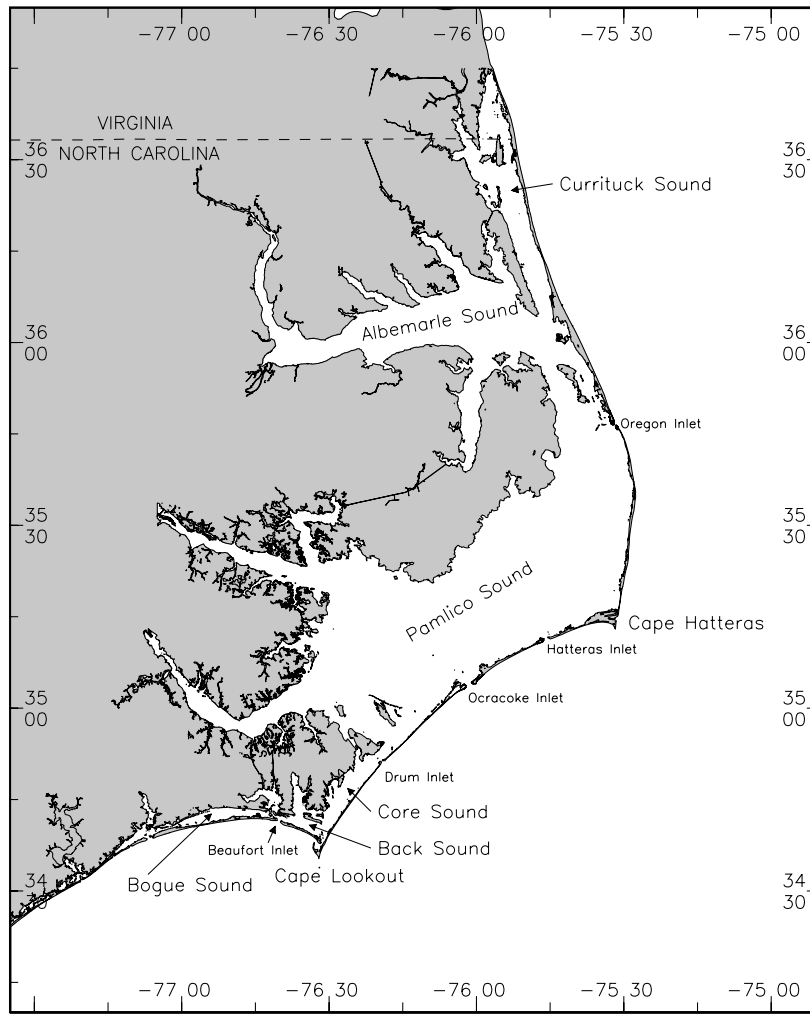 -77 00 -76 30 -76 00 -75 30 -75 00
VIRGINIA
NORTH CAROLINA
36
30
36
30
Currituck Sound
Albemarle Sound
36
00
36
00
Oregon Inlet
35
30
35
30
Pamlico Sound
Cape Hatteras
Hatteras Inlet
Ocracoke Inlet
35
00
35
00
Drum Inlet
Core Sound
Beaufort Inlet
Back Sound
Cape Lookout
Bogue Sound
34
30
34
30
-77 00 -76 30 -76 00 -75 30 -75 00